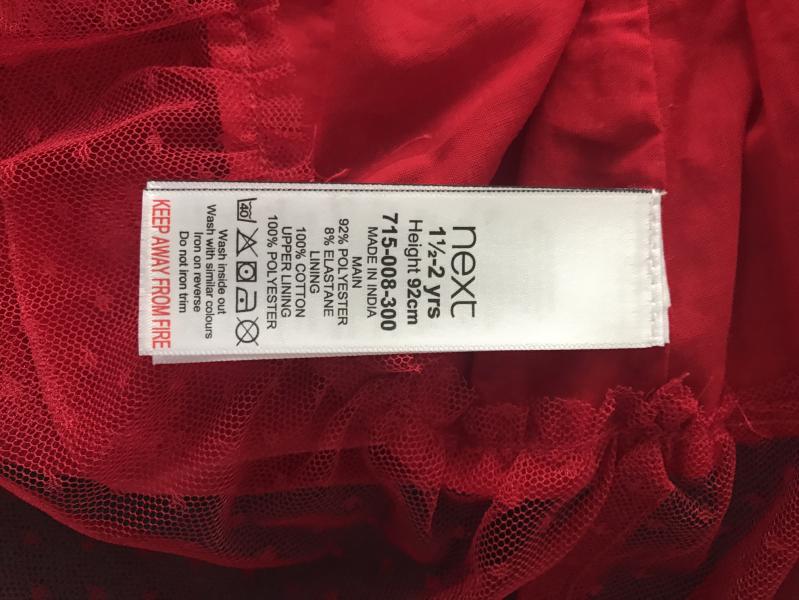 next
1½-2 yrs
Height 92cm
715-008-300
MADE IN INDIA
MAIN
92% POLYESTER
8% ELASTANE
LINING
100% COTTON
UPPER LINING
100% POLYESTER
40
Wash inside out
Wash with similar colours
Iron on reverse
Do not iron trim
KEEP AWAY FROM FIRE